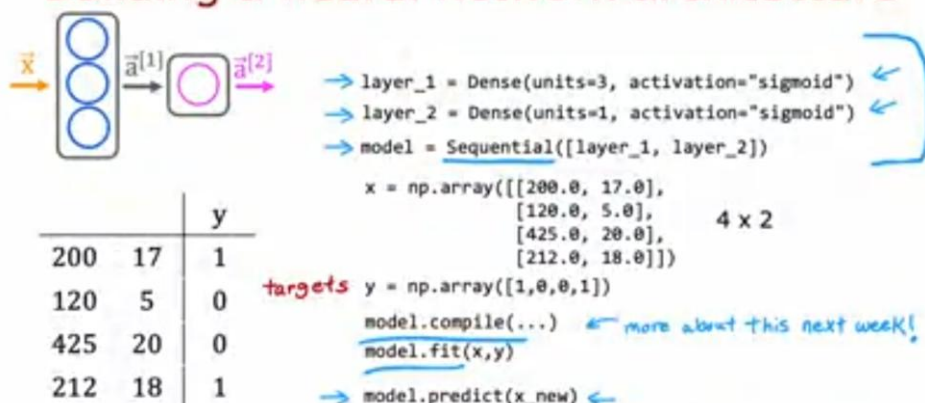 x⃗
a⃗[1]
a⃗[2]
→ layer_1 = Dense(units=3, activation="sigmoid") ←
→ layer_2 = Dense(units=1, activation="sigmoid") ←
→ model = Sequential([layer_1, layer_2])
x = np.array([[200.0, 17.0],
[120.0, 5.0],
[425.0, 20.0],
[212.0, 18.0]])
4 x 2
targets y = np.array([1,0,0,1])
model.compile(...) ← more about this next week!
model.fit(x,y)
→ model.predict(x_new) ←
y
200 17 1
120 5 0
425 20 0
212 18 1